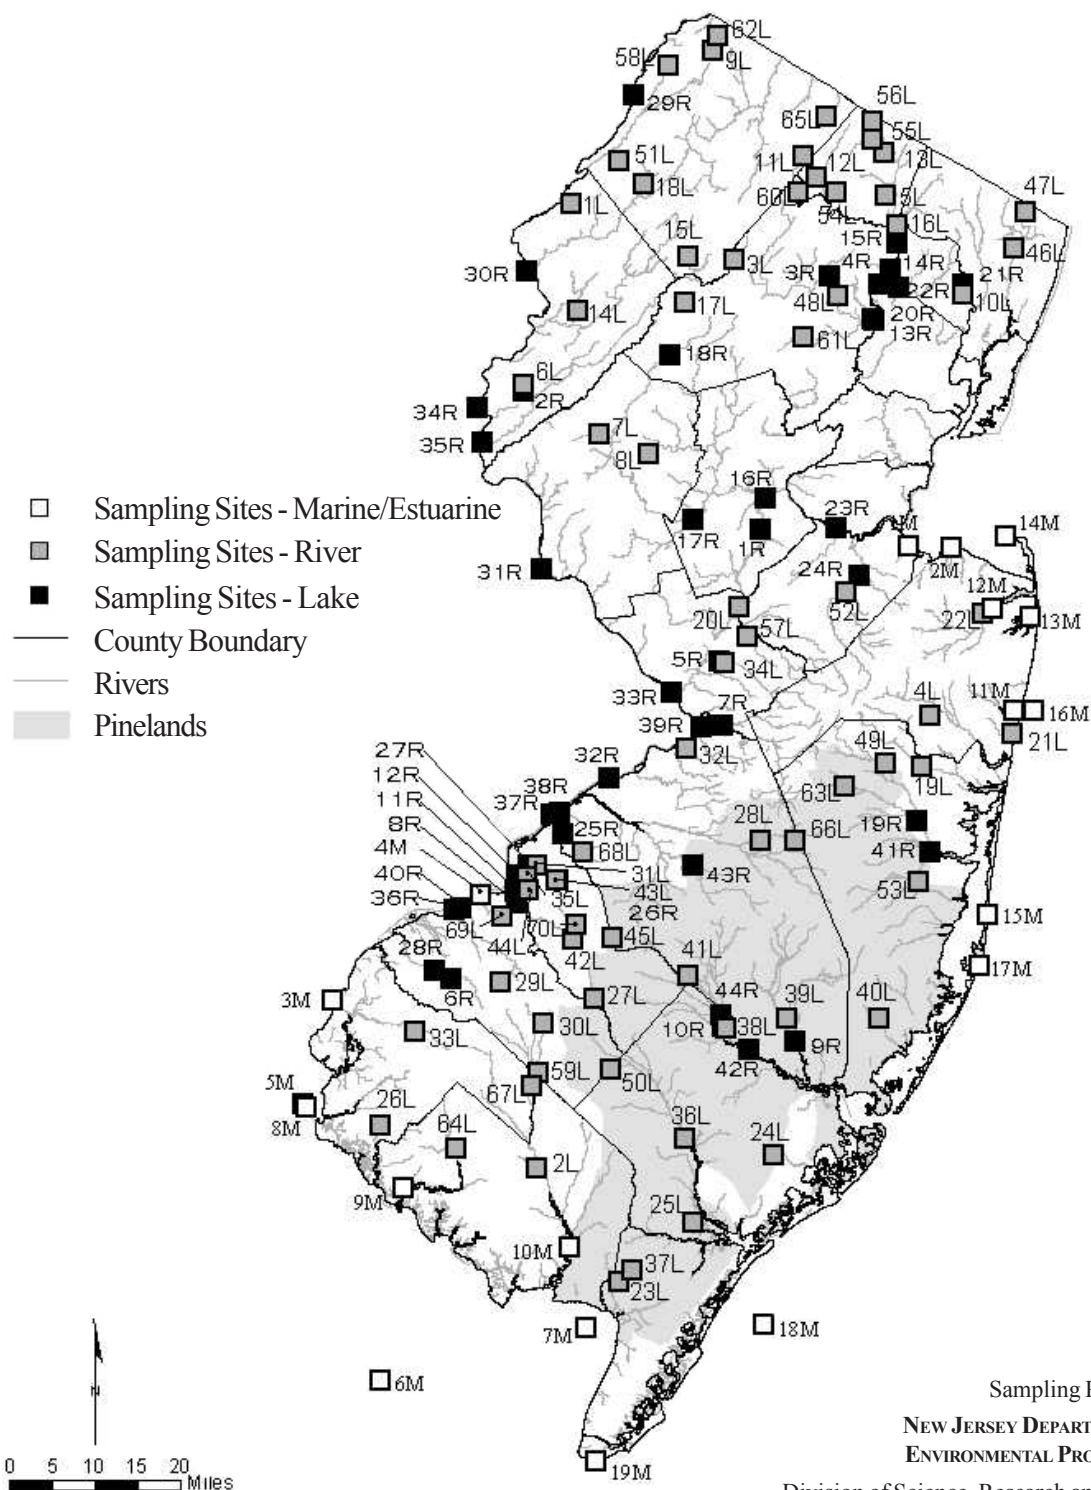 62L
58L
9L
29R
56L
65L
55L
51L
11L
12L
13L
18L
60L
54L
5L
47L
1L
16L
15L
15R
46L
3L
4R
14R
30R
3R
21R
22R
48L
10L
17L
14L
20R
13R
61L
18R
6L
2R
34R
7L
35R
8L
16R
23R
Sampling Sites - Marine/Estuarine
17R
1R
1M
14M
Sampling Sites - River
31R
24R
2M
12M
Sampling Sites - Lake
52L
22L
13M
County Boundary
20L
57L
Rivers
5R
34L
Pinelands
33R
7R
4L
11M
16M
39R
21L
27R
32L
49L
12R
32R
19L
11R
38R
63L
37R
8R
25R
28L
66L
19R
4M
68L
41R
40R
31L
43R
36R
43L
53L
35L
26R
69L
70L
15M
44L
45L
28R
42L
41L
17M
6R
29L
44R
39L
40L
3M
27L
10R
38L
33L
30L
9R
42R
59L
50L
5M
67L
8M
26L
64L
36L
24L
2L
9M
25L
10M
37L
23L
7M
18M
6M
N
Sampling
NEW JERSEY DEPART
ENVIRONMENTAL PRO
0 5 10 15 20
Miles
19M
Division of Science, Research